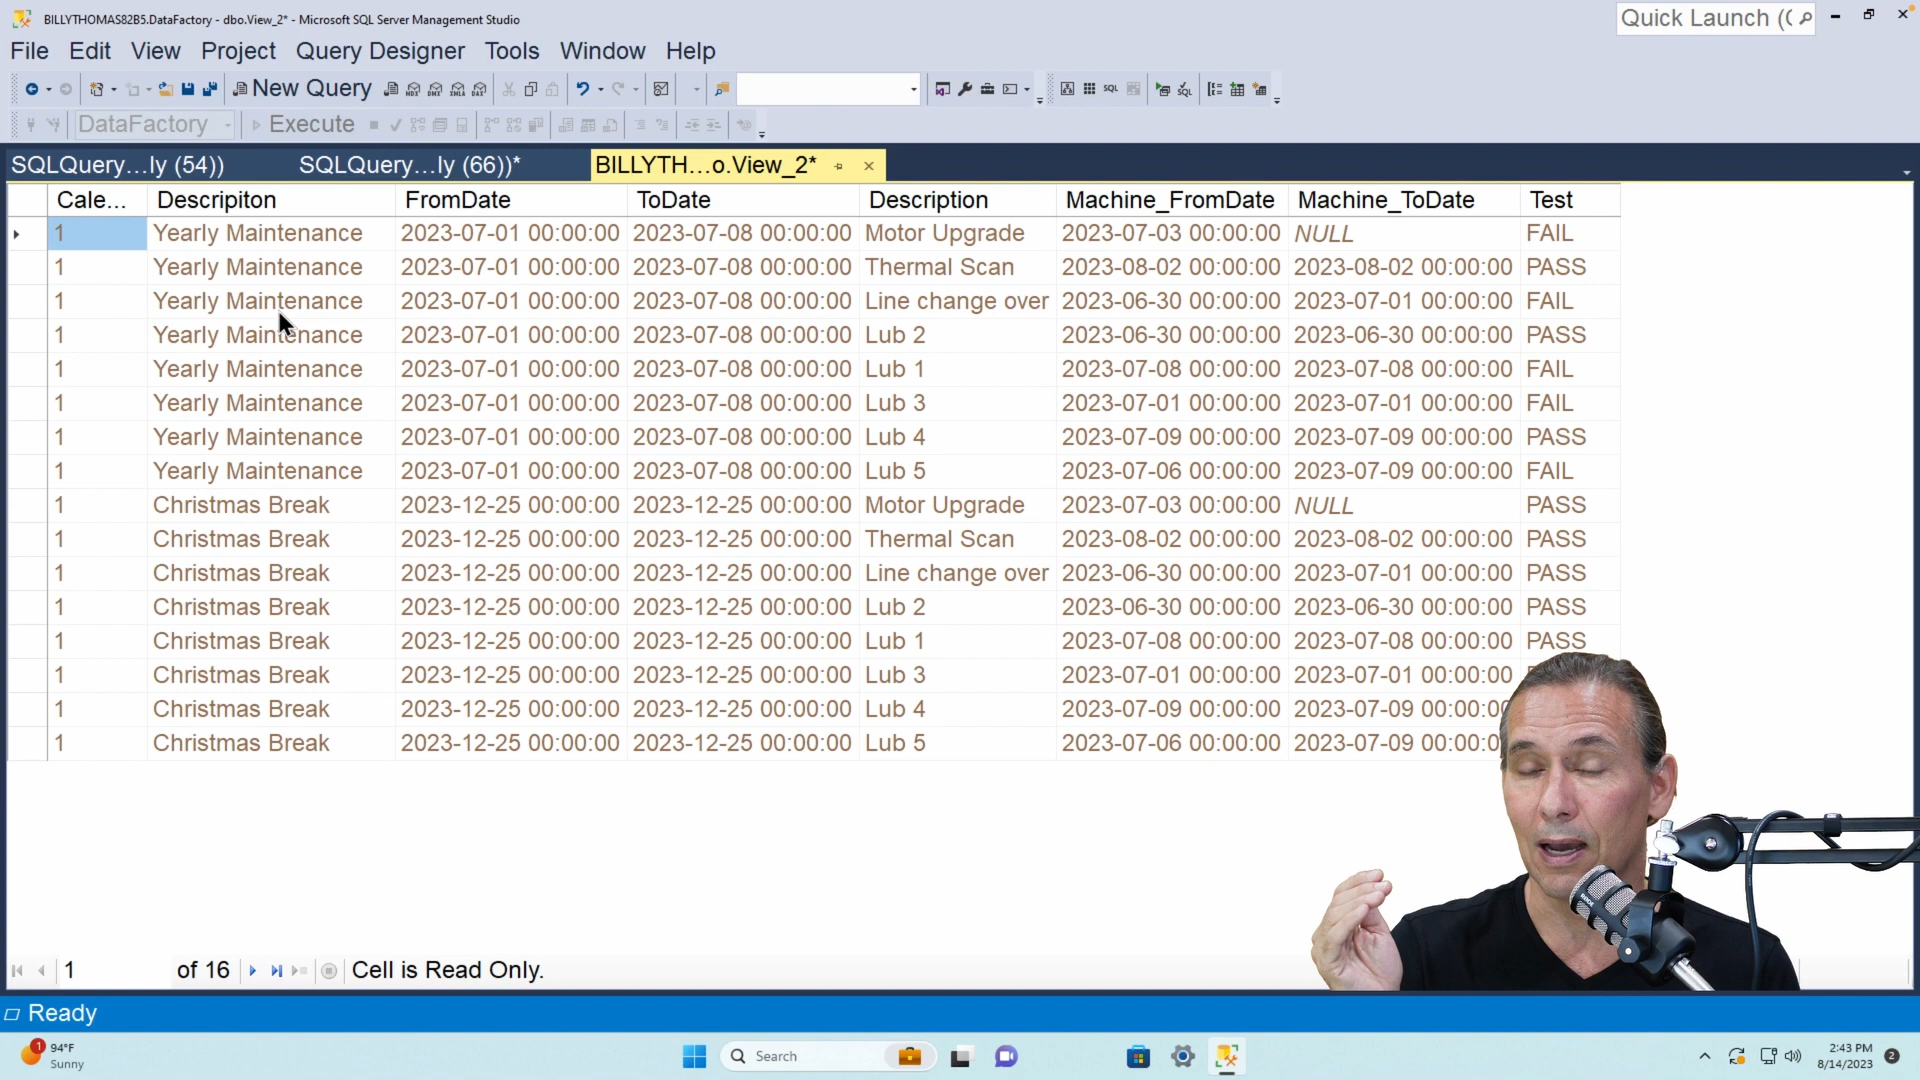 BILLYTHOMAS82B5.DataFactory - dbo.View_2* - Microsoft SQL Server Management Studio
Quick Launch (C
File Edit View Project Query Designer Tools Window Help
New Query MDX DMX XMLA DAX SQL SQL
DataFactory Execute
SQLQuery...ly (54)) SQLQuery...ly (66))* BILLYTH...o.View_2*
Cale... Descripiton FromDate ToDate Description Machine_FromDate Machine_ToDate Test
1 Yearly Maintenance 2023-07-01 00:00:00 2023-07-08 00:00:00 Motor Upgrade 2023-07-03 00:00:00 NULL FAIL
1 Yearly Maintenance 2023-07-01 00:00:00 2023-07-08 00:00:00 Thermal Scan 2023-08-02 00:00:00 2023-08-02 00:00:00 PASS
1 Yearly Maintenance 2023-07-01 00:00:00 2023-07-08 00:00:00 Line change over 2023-06-30 00:00:00 2023-07-01 00:00:00 FAIL
1 Yearly Maintenance 2023-07-01 00:00:00 2023-07-08 00:00:00 Lub 2 2023-06-30 00:00:00 2023-06-30 00:00:00 PASS
1 Yearly Maintenance 2023-07-01 00:00:00 2023-07-08 00:00:00 Lub 1 2023-07-08 00:00:00 2023-07-08 00:00:00 FAIL
1 Yearly Maintenance 2023-07-01 00:00:00 2023-07-08 00:00:00 Lub 3 2023-07-01 00:00:00 2023-07-01 00:00:00 FAIL
1 Yearly Maintenance 2023-07-01 00:00:00 2023-07-08 00:00:00 Lub 4 2023-07-09 00:00:00 2023-07-09 00:00:00 PASS
1 Yearly Maintenance 2023-07-01 00:00:00 2023-07-08 00:00:00 Lub 5 2023-07-06 00:00:00 2023-07-09 00:00:00 FAIL
1 Christmas Break 2023-12-25 00:00:00 2023-12-25 00:00:00 Motor Upgrade 2023-07-03 00:00:00 NULL PASS
1 Christmas Break 2023-12-25 00:00:00 2023-12-25 00:00:00 Thermal Scan 2023-08-02 00:00:00 2023-08-02 00:00:00 PASS
1 Christmas Break 2023-12-25 00:00:00 2023-12-25 00:00:00 Line change over 2023-06-30 00:00:00 2023-07-01 00:00:00 PASS
1 Christmas Break 2023-12-25 00:00:00 2023-12-25 00:00:00 Lub 2 2023-06-30 00:00:00 2023-06-30 00:00:00 PASS
1 Christmas Break 2023-12-25 00:00:00 2023-12-25 00:00:00 Lub 1 2023-07-08 00:00:00 2023-07-08 00:00:00 PASS
1 Christmas Break 2023-12-25 00:00:00 2023-12-25 00:00:00 Lub 3 2023-07-01 00:00:00 2023-07-01 00:00:00
1 Christmas Break 2023-12-25 00:00:00 2023-12-25 00:00:00 Lub 4 2023-07-09 00:00:00 2023-07-09 00:00:00
1 Christmas Break 2023-12-25 00:00:00 2023-12-25 00:00:00 Lub 5 2023-07-06 00:00:00 2023-07-09 00:00:0
1 of 16 Cell is Read Only.
Ready
1 94°F
Sunny
Search
2:43 PM
8/14/2023
2